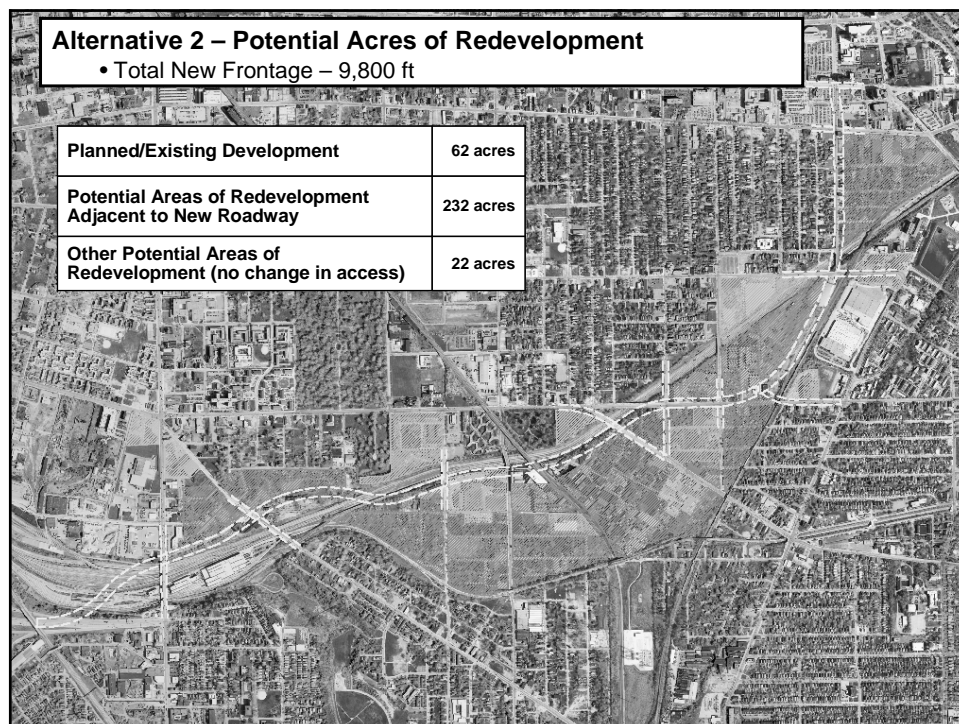 Alternative 2 – Potential Acres of Redevelopment
• Total New Frontage – 9,800 ft
Planned/Existing Development 62 acres
Potential Areas of Redevelopment
Adjacent to New Roadway 232 acres
Other Potential Areas of
Redevelopment (no change in access) 22 acres